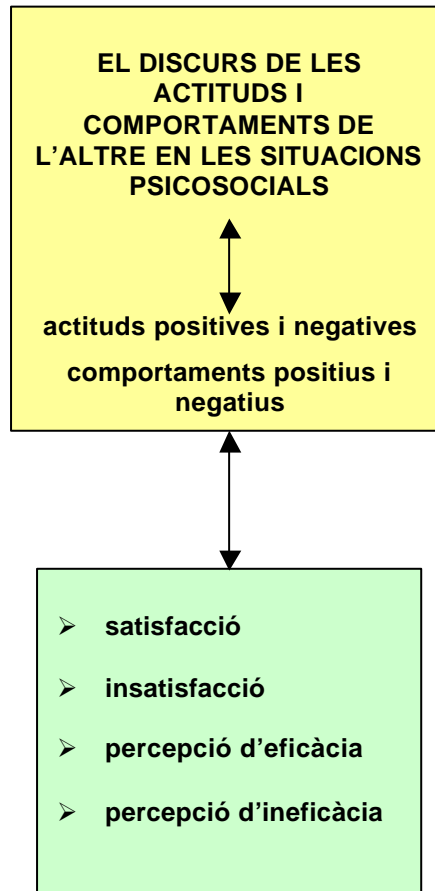 EL DISCURS DE LES
ACTITUDS I
COMPORTAMENTS DE
L'ALTRE EN LES SITUACIONS
PSICOSOCIALS
actituds positives i negatives
comportaments positius i
negatius
➢ satisfacció
➢ insatisfacció
➢ percepció d'eficàcia
➢ percepció d'ineficàcia